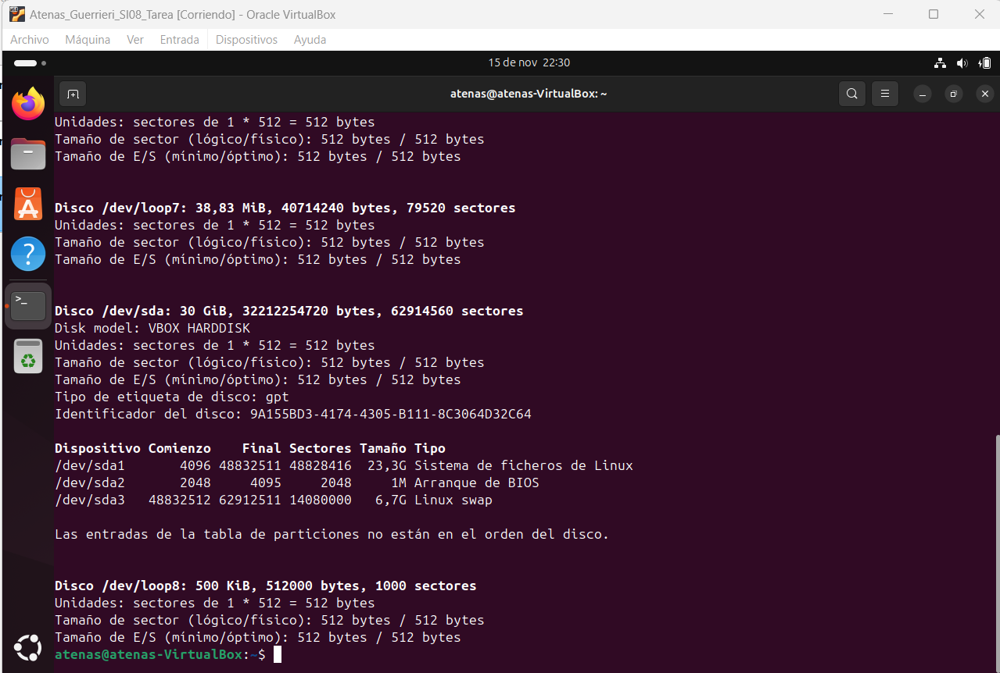 Atenas_Guerrieri_SI08_Tarea [Corriendo] - Oracle VirtualBox
Archivo Máquina Ver Entrada Dispositivos Ayuda
15 de nov 22:30
atenas@atenas-VirtualBox: ~
Unidades: sectores de 1 * 512 = 512 bytes
Tamaño de sector (lógico/físico): 512 bytes / 512 bytes
Tamaño de E/S (mínimo/óptimo): 512 bytes / 512 bytes
Disco /dev/loop7: 38,83 MiB, 40714240 bytes, 79520 sectores
Unidades: sectores de 1 * 512 = 512 bytes
Tamaño de sector (lógico/físico): 512 bytes / 512 bytes
Tamaño de E/S (mínimo/óptimo): 512 bytes / 512 bytes
Disco /dev/sda: 30 GiB, 32212254720 bytes, 62914560 sectores
Disk model: VBOX HARDDISK
Unidades: sectores de 1 * 512 = 512 bytes
Tamaño de sector (lógico/físico): 512 bytes / 512 bytes
Tamaño de E/S (mínimo/óptimo): 512 bytes / 512 bytes
Tipo de etiqueta de disco: gpt
Identificador del disco: 9A155BD3-4174-4305-B111-8C3064D32C64
Dispositivo Comienzo    Final Sectores Tamaño Tipo
/dev/sda1       4096 48832511 48828416  23,3G Sistema de ficheros de Linux
/dev/sda2       2048     4095     2048     1M Arranque de BIOS
/dev/sda3   48832512 62912511 14080000   6,7G Linux swap
Las entradas de la tabla de particiones no están en el orden del disco.
Disco /dev/loop8: 500 KiB, 512000 bytes, 1000 sectores
Unidades: sectores de 1 * 512 = 512 bytes
Tamaño de sector (lógico/físico): 512 bytes / 512 bytes
Tamaño de E/S (mínimo/óptimo): 512 bytes / 512 bytes
atenas@atenas-VirtualBox:~$